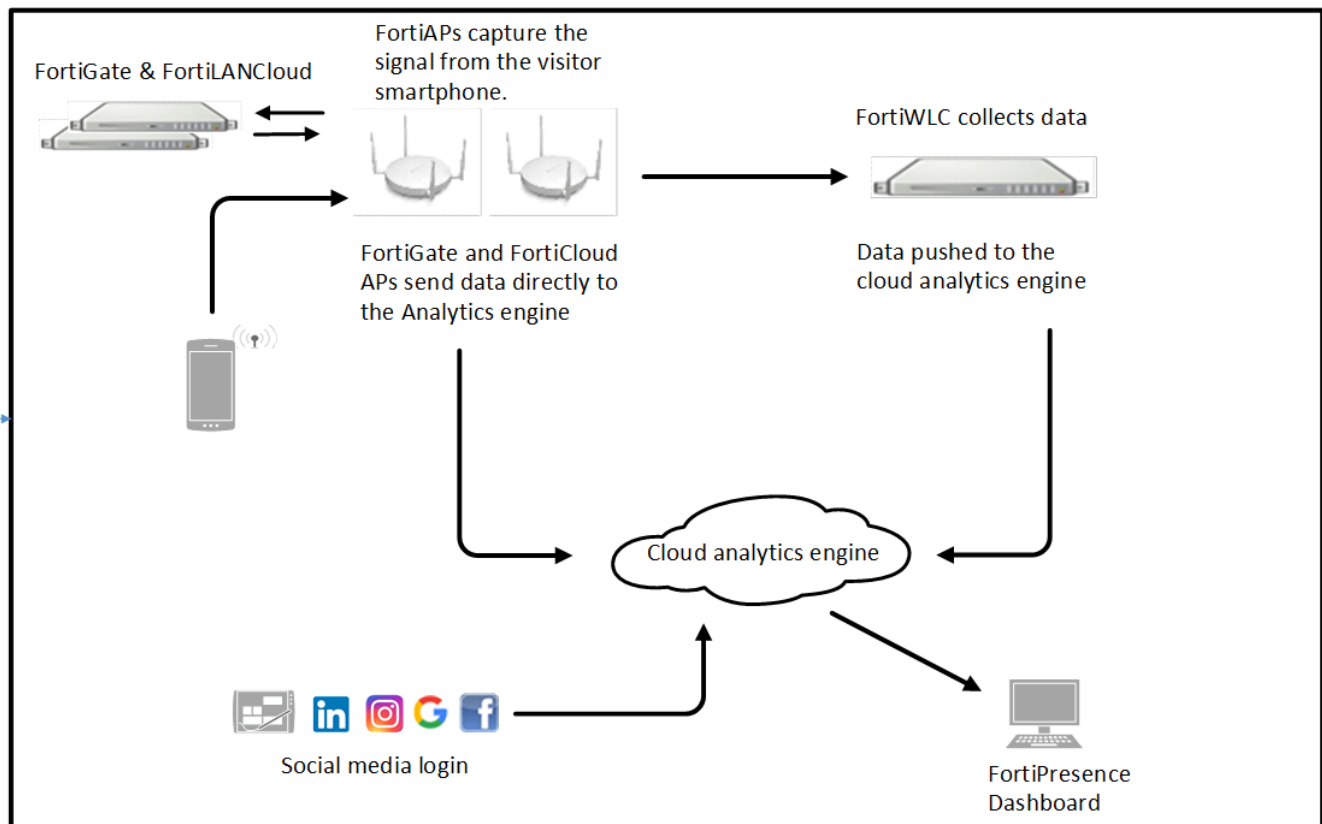 FortiGate & FortiLANCloud
FortiAPs capture the
signal from the visitor
smartphone.
FortiWLC collects data
FortiGate and FortiCloud
APs send data directly to
the Analytics engine
Data pushed to the
cloud analytics engine
Cloud analytics engine
in
G
f
Social media login
FortiPresence
Dashboard